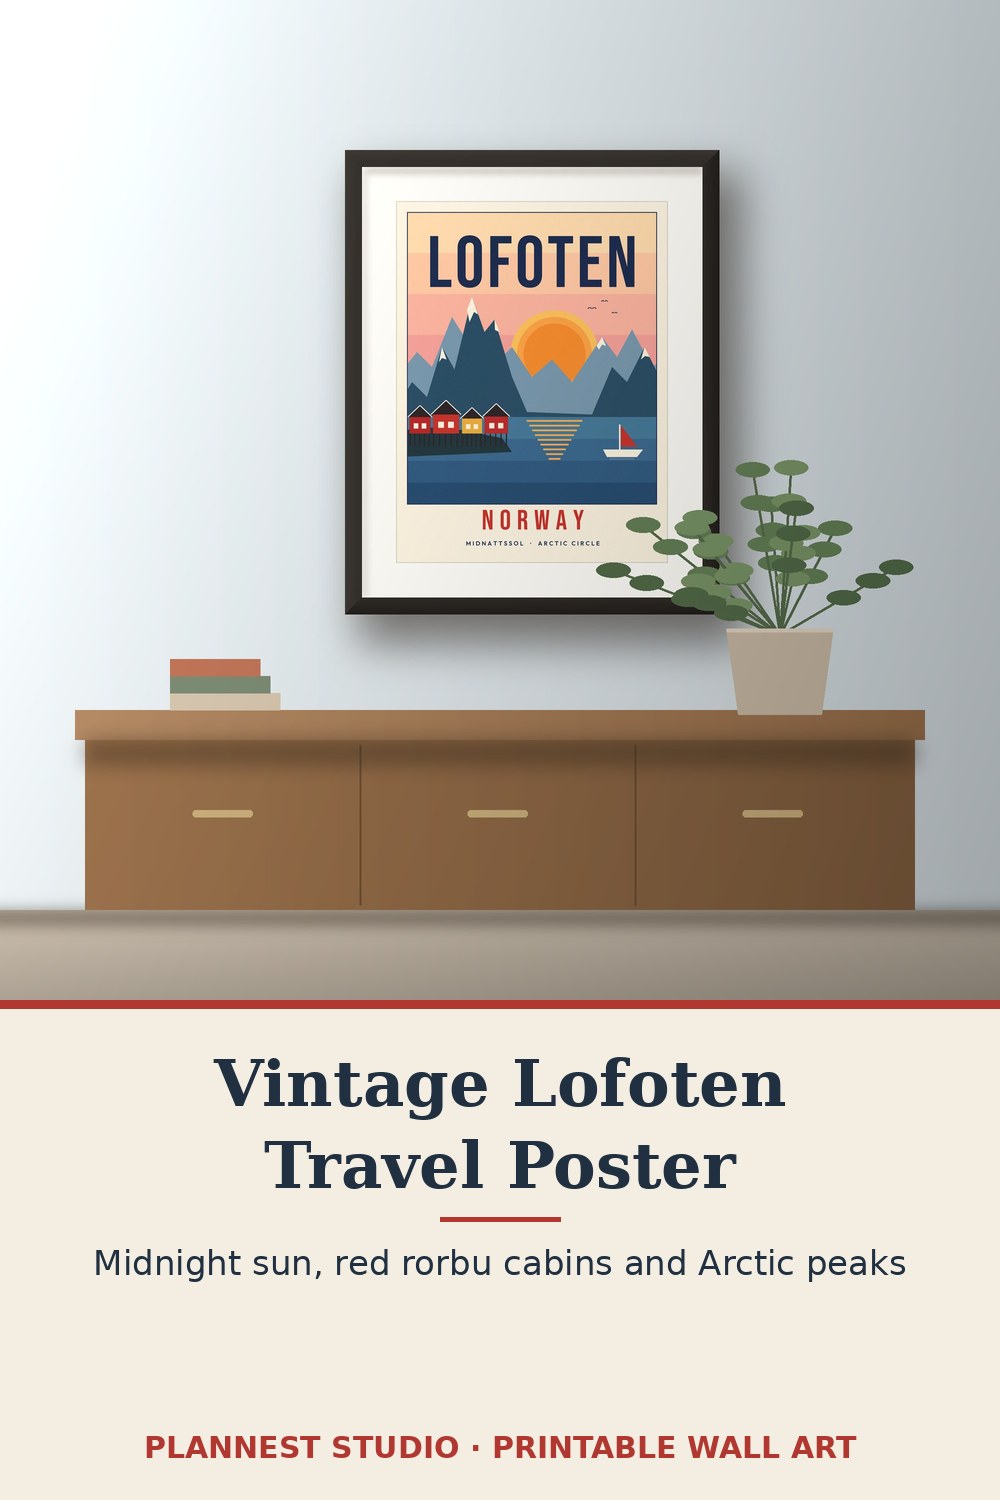 LOFOTEN
NORWAY
MIDNATTSSOL · ARCTIC CIRCLE
Vintage Lofoten
Travel Poster
Midnight sun, red rorbu cabins and Arctic peaks
PLANNEST STUDIO · PRINTABLE WALL ART